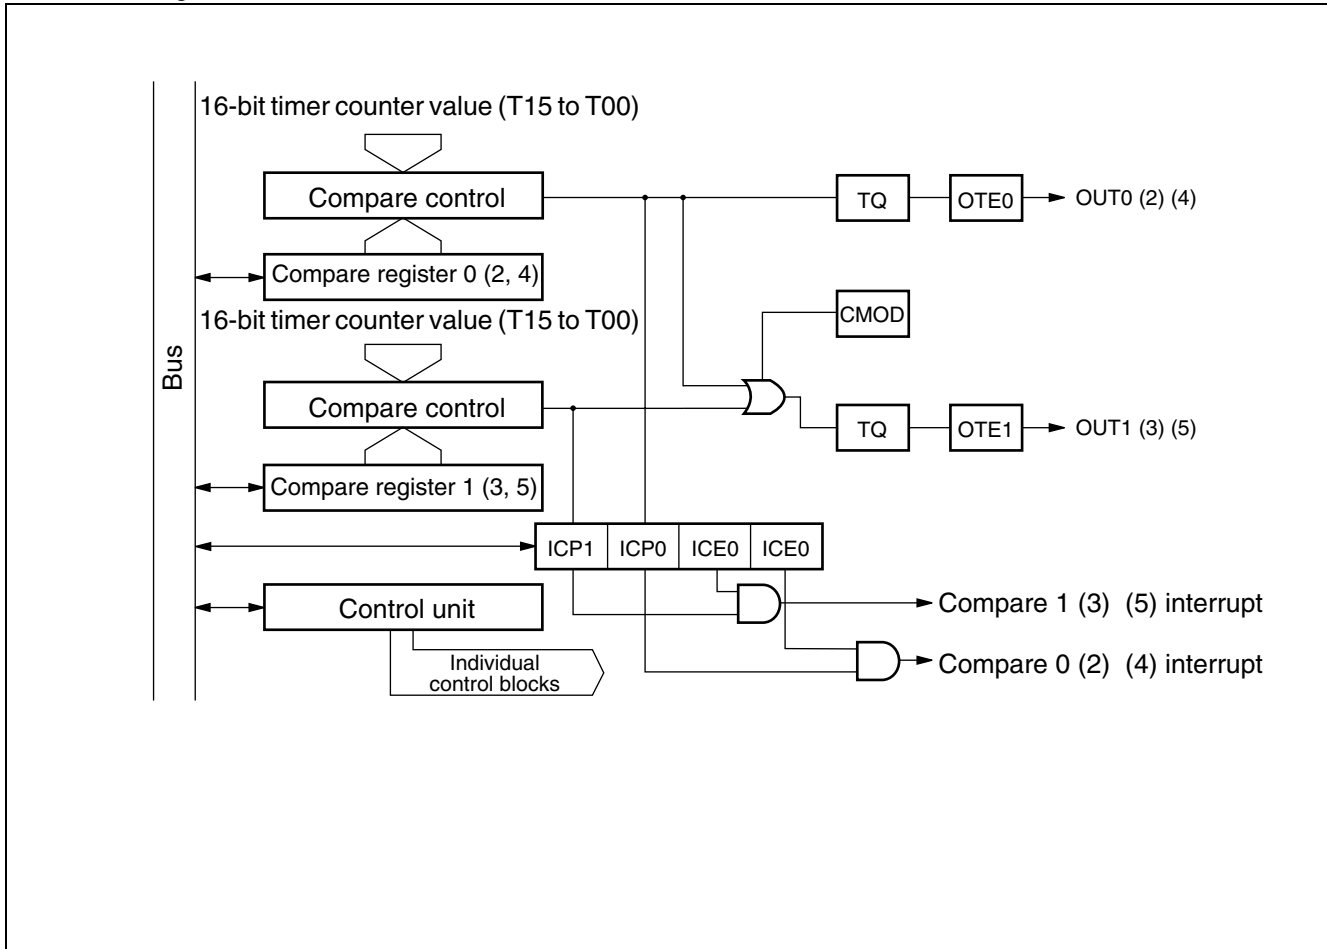 16-bit timer counter value (T15 to T00)
Compare control
TQ
OTE0
OUT0 (2) (4)
Compare register 0 (2, 4)
16-bit timer counter value (T15 to T00)
CMOD
Bus
Compare control
TQ
OTE1
OUT1 (3) (5)
Compare register 1 (3, 5)
ICP1
ICP0
ICE0
ICE0
Control unit
Compare 1 (3) (5) interrupt
Individual
control blocks
Compare 0 (2) (4) interrupt